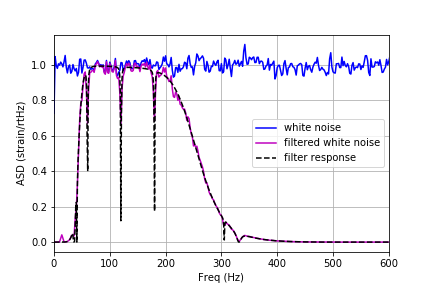 1.0
0.8
0.6
0.4
0.2
0.0
ASD (strain/rtHz)
white noise
filtered white noise
filter response
0 100 200 300 400 500 600
Freq (Hz)